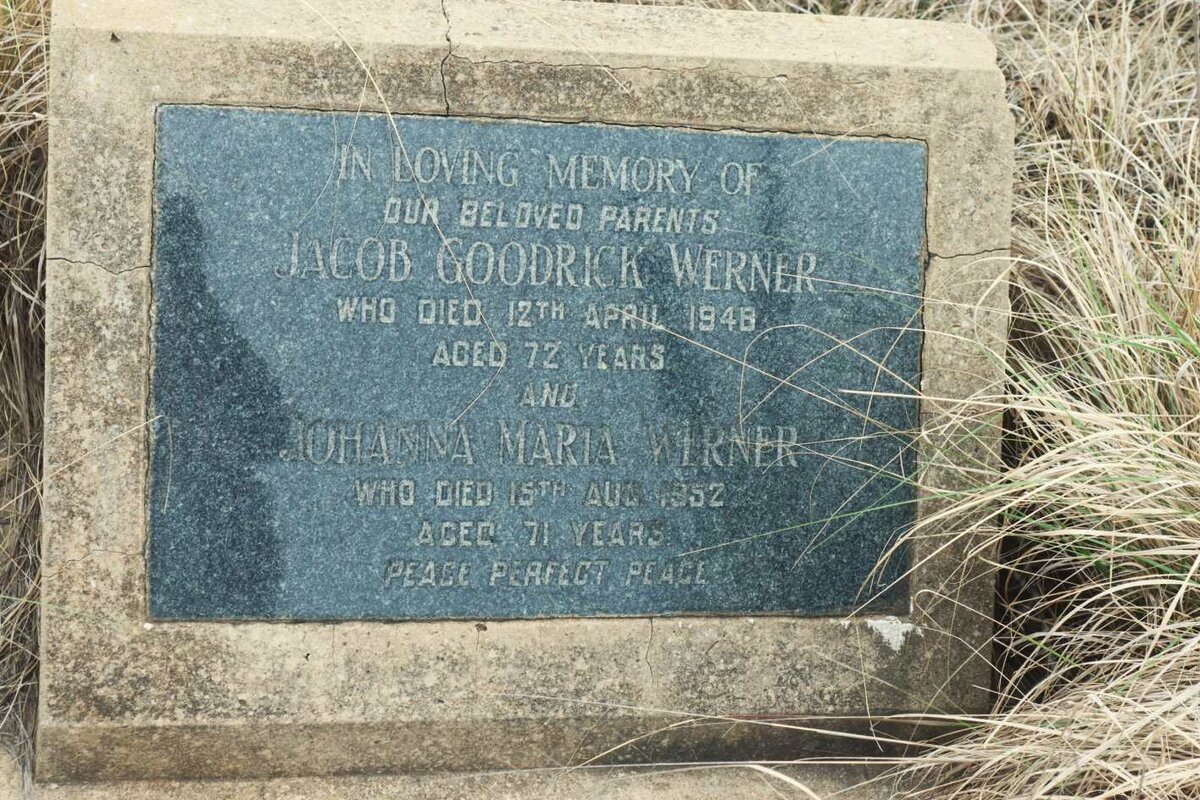 IN LOVING MEMORY OF
OUR BELOVED PARENTS
JACOB GOODRICK WERNER
WHO DIED 12TH APRIL 1948
AGED 72 YEARS
AND
JOHANNA MARIA WERNER
WHO DIED 15TH AUG 1952
AGED 71 YEARS
PEACE PERFECT PEACE